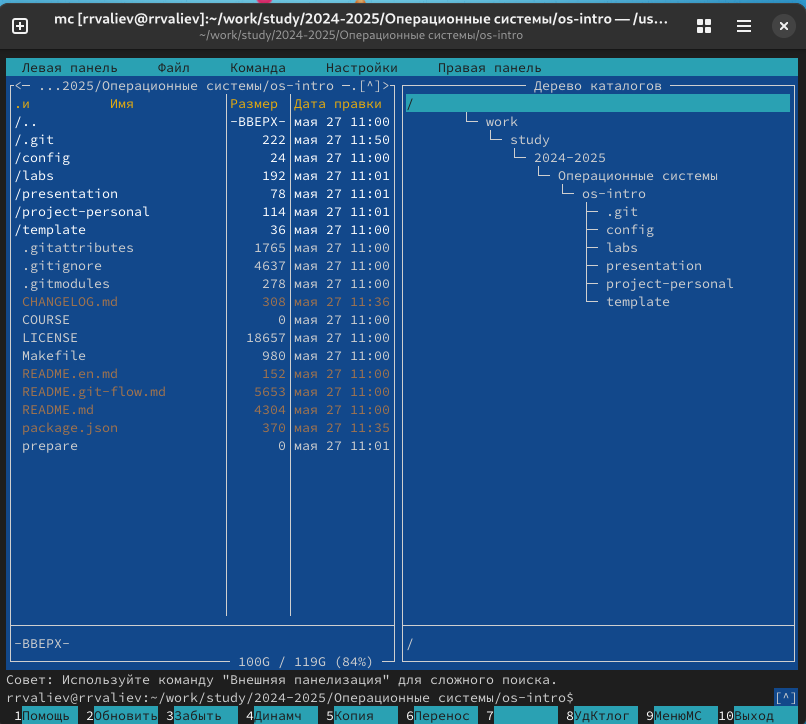 mc [rrvaliev@rrvaliev]:~/work/study/2024-2025/Операционные системы/os-intro — /us...
~/work/study/2024-2025/Операционные системы/os-intro
Левая панель Файл Команда Настройки Правая панель
<— ...2025/Операционные системы/os-intro —.[^]>
.и Имя Размер Дата правки
/.. -ВВЕРХ- мая 27 11:00
/.git 222 мая 27 11:50
/config 24 мая 27 11:00
/labs 192 мая 27 11:01
/presentation 78 мая 27 11:01
/project-personal 114 мая 27 11:01
/template 36 мая 27 11:00
.gitattributes 1765 мая 27 11:00
.gitignore 4637 мая 27 11:00
.gitmodules 278 мая 27 11:00
CHANGELOG.md 308 мая 27 11:36
COURSE 0 мая 27 11:00
LICENSE 18657 мая 27 11:00
Makefile 980 мая 27 11:00
README.en.md 152 мая 27 11:00
README.git-flow.md 5653 мая 27 11:00
README.md 4304 мая 27 11:00
package.json 370 мая 27 11:35
prepare 0 мая 27 11:01
-ВВЕРХ-
100G / 119G (84%)
Дерево каталогов
/
work
study
2024-2025
Операционные системы
os-intro
.git
config
labs
presentation
project-personal
template
/
Совет: Используйте команду "Внешняя панелизация" для сложного поиска.
rrvaliev@rrvaliev:~/work/study/2024-2025/Операционные системы/os-intro$ [^]
1Помощь 2Обновить 3Забыть 4Динамч 5Копия 6Перенос 7 8УдКтлог 9МенюMC 10Выход